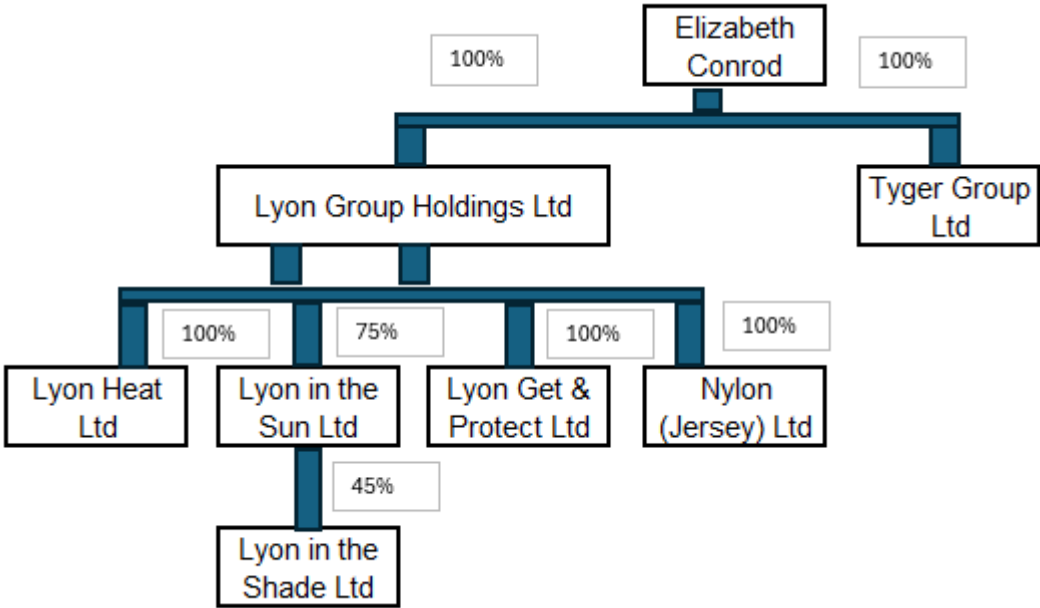 Elizabeth
Conrod
100%
100%
Lyon Group Holdings Ltd
Tyger Group
Ltd
100%
75%
100%
100%
Lyon Heat
Ltd
Lyon in the
Sun Ltd
Lyon Get &
Protect Ltd
Nylon
(Jersey) Ltd
45%
Lyon in the
Shade Ltd